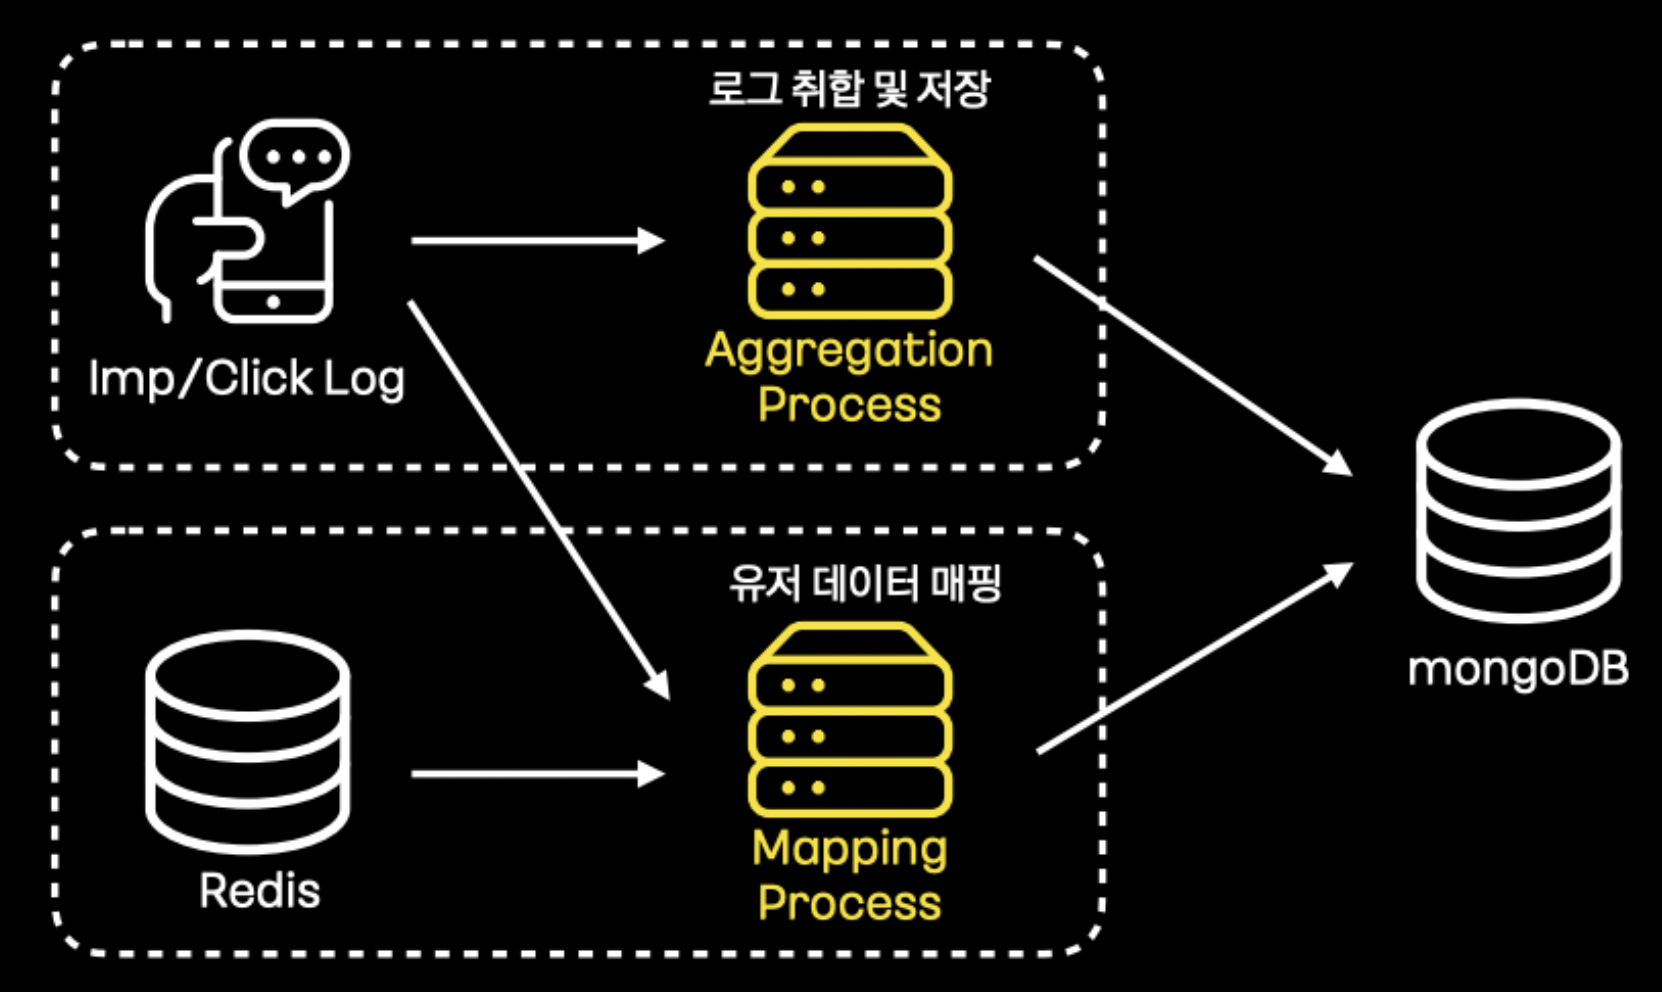 로그 취합 및 저장
Imp/Click Log
Aggregation
Process
유저 데이터 매핑
Redis
Mapping
Process
mongoDB